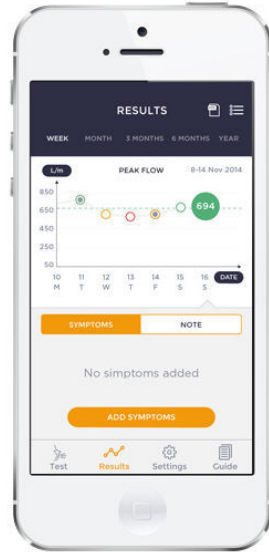 RESULTS
WEEK MONTH 3 MONTHS 6 MONTHS YEAR
L/m PEAK FLOW 8-14 Nov 2014
850
650
694
450
250
50
10 11 12 13 14 15 16 DATE
M T W T F S S
SYMPTOMS NOTE
No simptoms added
ADD SYMPTOMS
Test Results Settings Guide